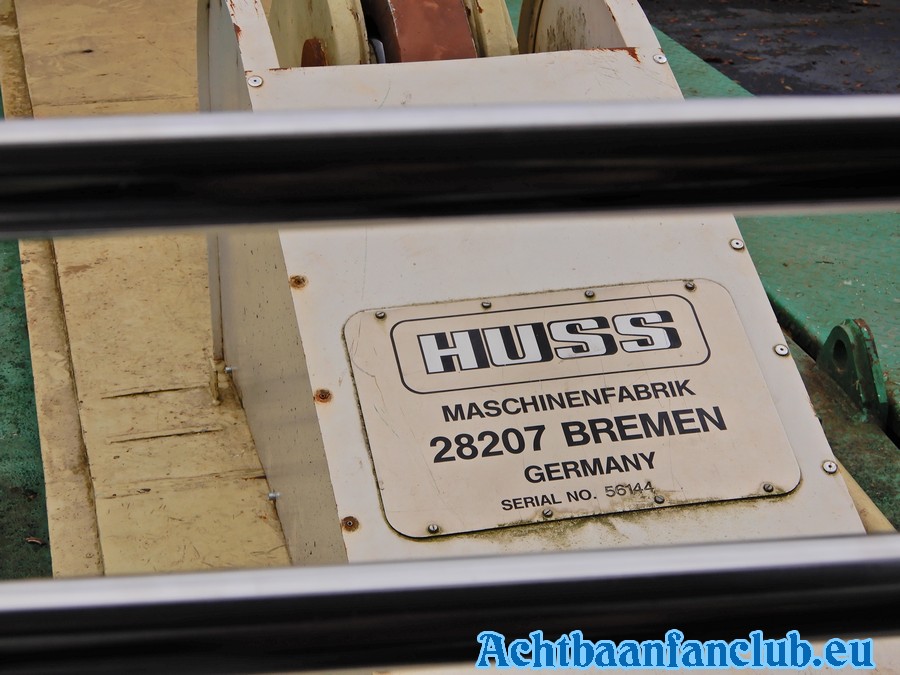 HUSS
MASCHINENFABRIK
28207 BREMEN
GERMANY
SERIAL NO. 56144
Achtbaanfanclub.eu